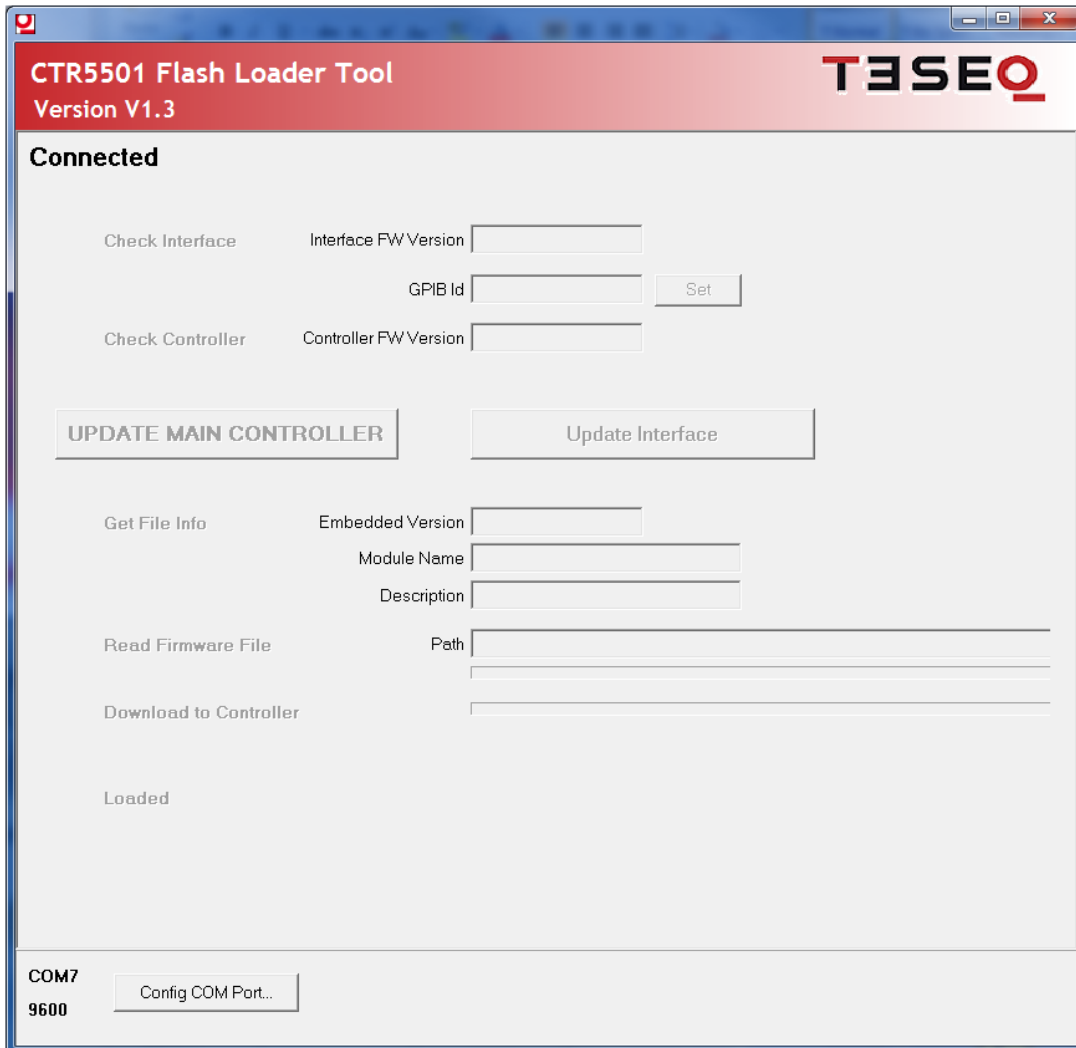 CTR5501 Flash Loader Tool
Version V1.3
TESEQ
Connected
Check Interface
Interface FW Version
GPIB Id
Set
Check Controller
Controller FW Version
UPDATE MAIN CONTROLLER
Update Interface
Get File Info
Embedded Version
Module Name
Description
Read Firmware File
Path
Download to Controller
Loaded
COM7
Config COM Port...
9600